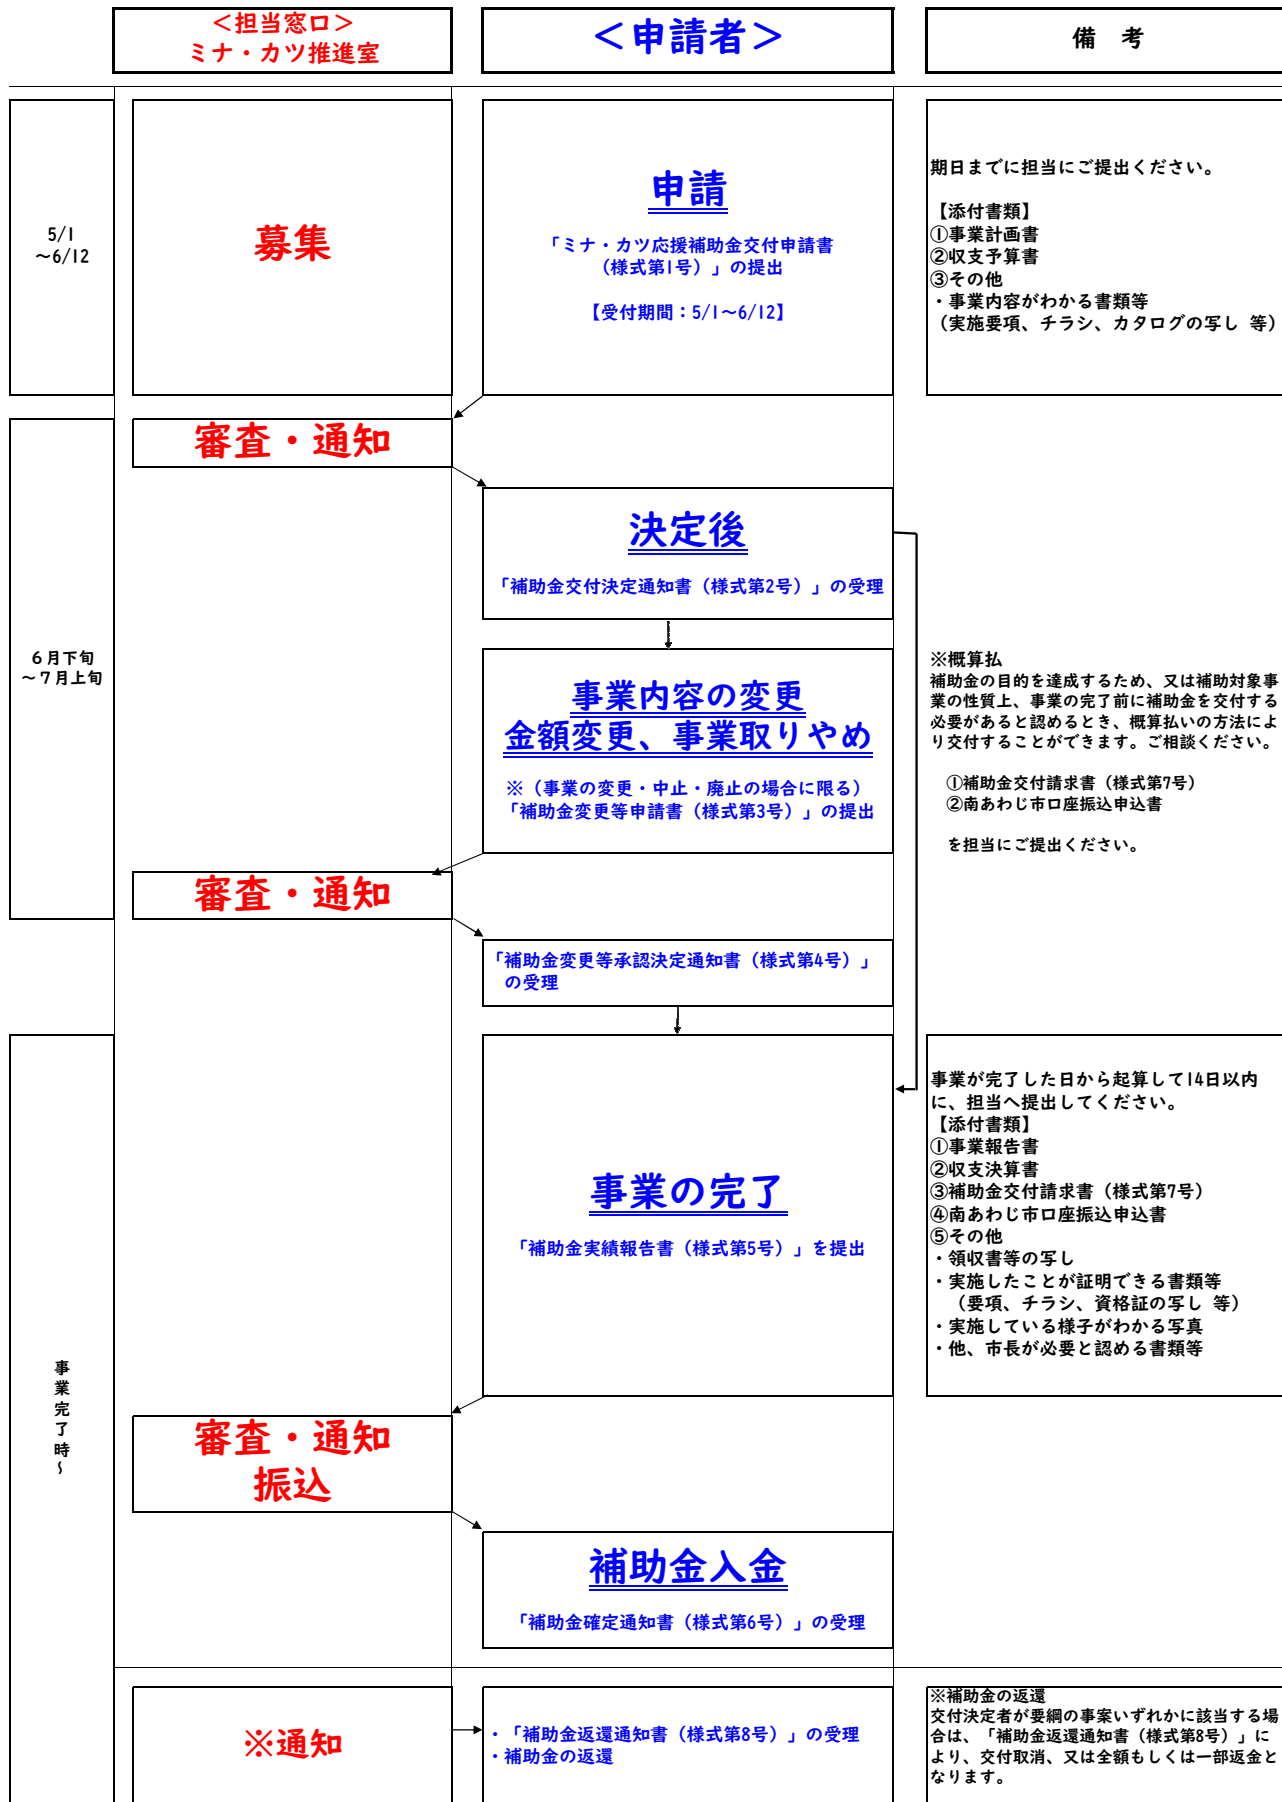 ＜担当窓口＞
ミナ・カツ推進室
＜申請者＞
備　考
5/1
～6/12
募集
申請
「ミナ・カツ応援補助金交付申請書
（様式第1号）」の提出
【受付期間：5/1～6/12】
期日までに担当にご提出ください。
【添付書類】
①事業計画書
②収支予算書
③その他
・事業内容がわかる書類等
（実施要項、チラシ、カタログの写し 等）
６月下旬
～７月上旬
審査・通知
決定後
「補助金交付決定通知書（様式第2号）」の受理
事業内容の変更
金額変更、事業取りやめ
※（事業の変更・中止・廃止の場合に限る）
「補助金変更等申請書（様式第3号）」の提出
※概算払
補助金の目的を達成するため、又は補助対象事
業の性質上、事業の完了前に補助金を交付する
必要があると認めるとき、概算払いの方法によ
り交付することができます。ご相談ください。
①補助金交付請求書（様式第7号）
②南あわじ市口座振込申込書
を担当にご提出ください。
審査・通知
「補助金変更等承認決定通知書（様式第4号）」
の受理
事業完了時～
事業の完了
「補助金実績報告書（様式第5号）」を提出
事業が完了した日から起算して14日以内
に、担当へ提出してください。
【添付書類】
①事業報告書
②収支決算書
③補助金交付請求書（様式第7号）
④南あわじ市口座振込申込書
⑤その他
・領収書等の写し
・実施したことが証明できる書類等
（要項、チラシ、資格証の写し 等）
・実施している様子がわかる写真
・他、市長が必要と認める書類等
審査・通知
振込
補助金入金
「補助金確定通知書（様式第6号）」の受理
※通知
・「補助金返還通知書（様式第8号）」の受理
・補助金の返還
※補助金の返還
交付決定者が要綱の事案いずれかに該当する場
合は、「補助金返還通知書（様式第8号）」に
より、交付取消、又は全額もしくは一部返金と
なります。